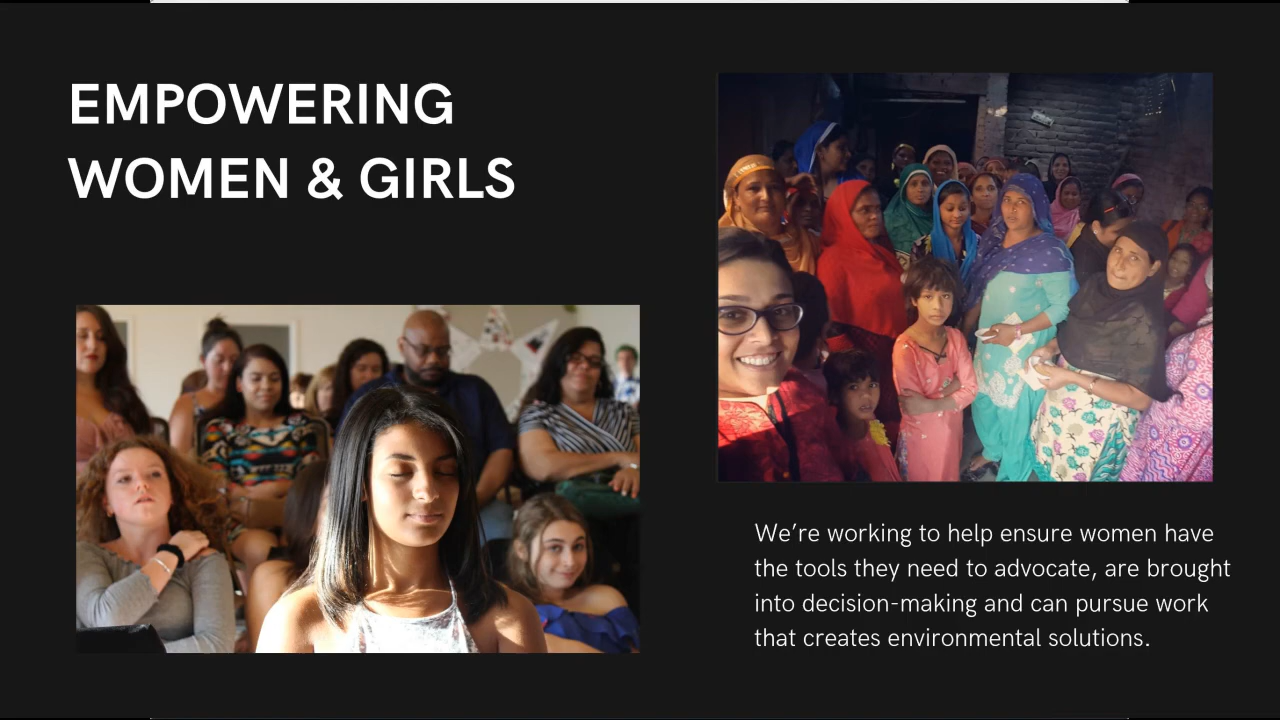 EMPOWERING
WOMEN & GIRLS
We’re working to help ensure women have
the tools they need to advocate, are brought
into decision-making and can pursue work
that creates environmental solutions.